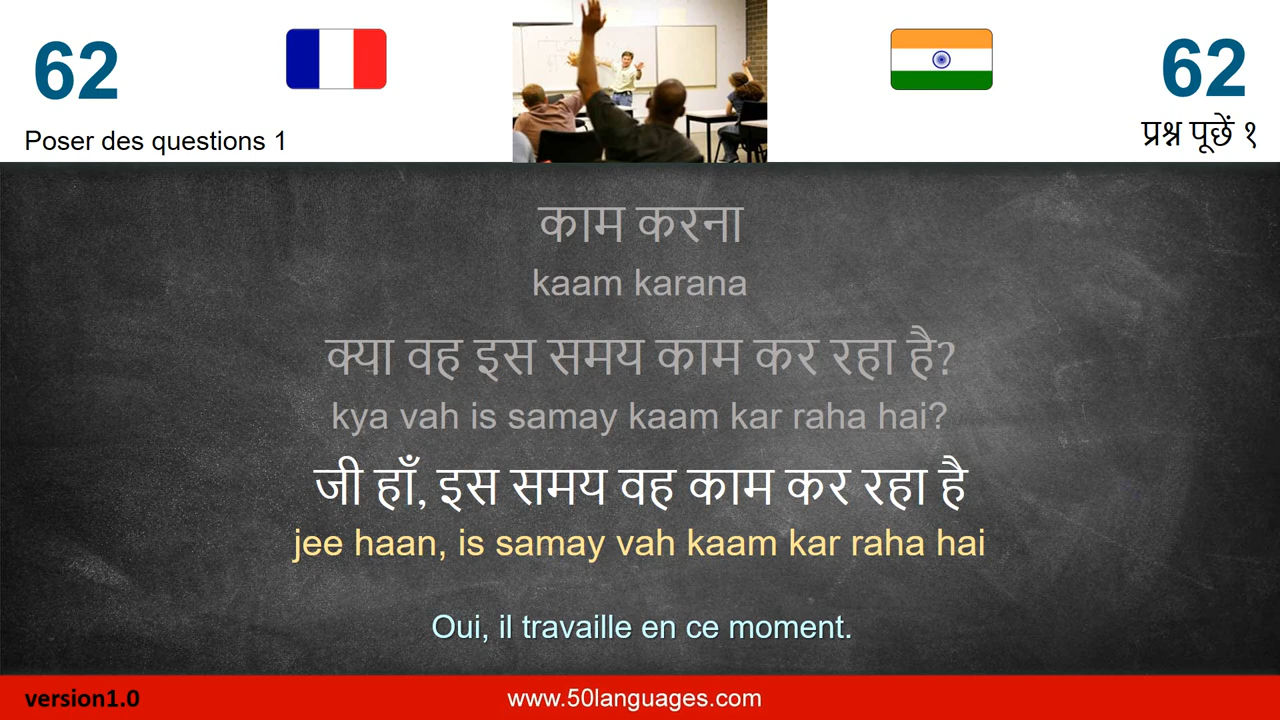 62
62
Poser des questions 1
प्रश्न पूछें १
काम करना
kaam karana
क्या वह इस समय काम कर रहा है?
kya vah is samay kaam kar raha hai?
जी हाँ, इस समय वह काम कर रहा है
jee haan, is samay vah kaam kar raha hai
Oui, il travaille en ce moment.
version1.0
www.50languages.com